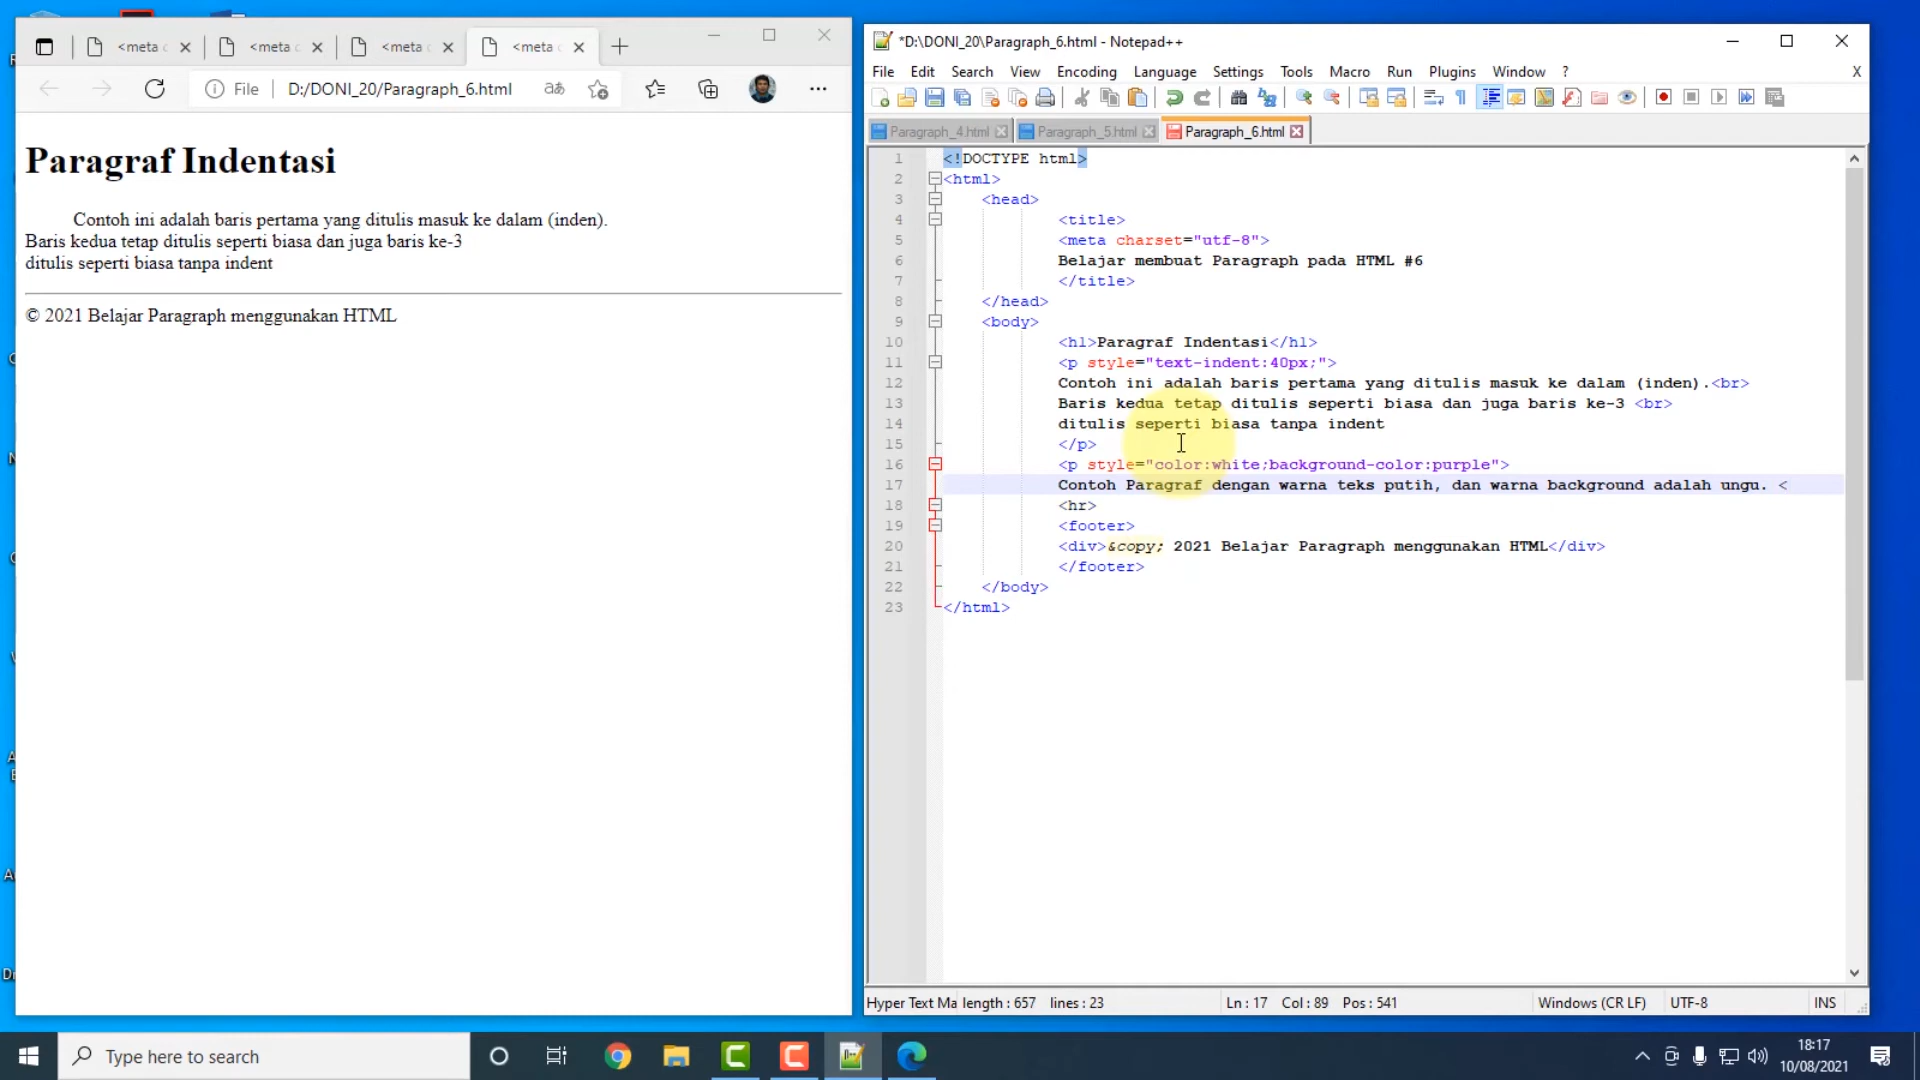 <meta
<meta
<meta
<meta
File
D:/DONI_20/Paragraph_6.html
Paragraf Indentasi
Contoh ini adalah baris pertama yang ditulis masuk ke dalam (inden).
Baris kedua tetap ditulis seperti biasa dan juga baris ke-3
ditulis seperti biasa tanpa indent
© 2021 Belajar Paragraph menggunakan HTML
*D:\DONI_20\Paragraph_6.html - Notepad++
File Edit Search View Encoding Language Settings Tools Macro Run Plugins Window ? X
Paragraph_4.html Paragraph_5.html Paragraph_6.html
1 <!DOCTYPE html>
2 <html>
3 <head>
4 <title>
5 <meta charset="utf-8">
6 Belajar membuat Paragraph pada HTML #6
7 </title>
8 </head>
9 <body>
10 <h1>Paragraf Indentasi</h1>
11 <p style="text-indent:40px;">
12 Contoh ini adalah baris pertama yang ditulis masuk ke dalam (inden).<br>
13 Baris kedua tetap ditulis seperti biasa dan juga baris ke-3 <br>
14 ditulis seperti biasa tanpa indent
15 </p>
16 <p style="color:white;background-color:purple">
17 Contoh Paragraf dengan warna teks putih, dan warna background adalah ungu. <
18 <hr>
19 <footer>
20 <div>&copy; 2021 Belajar Paragraph menggunakan HTML</div>
21 </footer>
22 </body>
23 </html>
Hyper Text Ma length : 657 lines : 23 Ln : 17 Col : 89 Pos : 541 Windows (CR LF) UTF-8 INS
Type here to search
18:17
10/08/2021